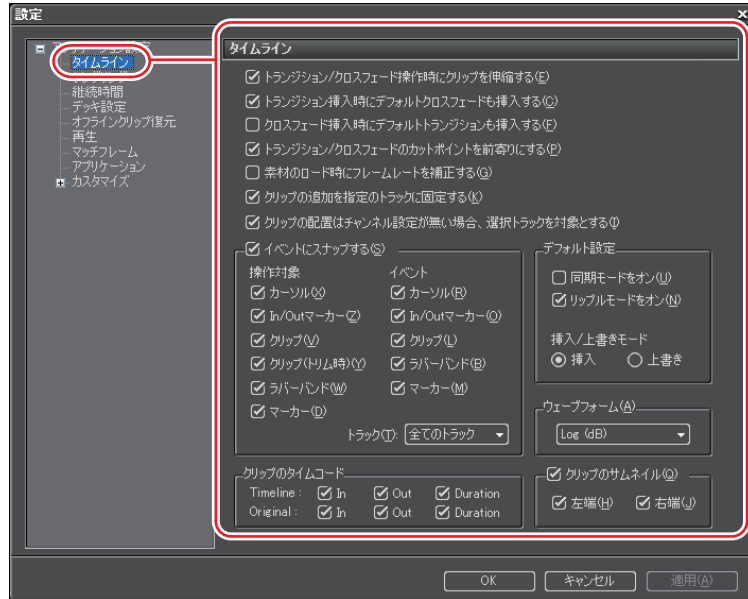 設定
タイムライン
継続時間
デッキ設定
オフラインクリップ復元
再生
マッチフレーム
アプリケーション
カスタマイズ
タイムライン
トランジション/クロスフェード操作時にクリップを伸縮する(E)
トランジション挿入時にデフォルトクロスフェードも挿入する(C)
クロスフェード挿入時にデフォルトトランジションも挿入する(F)
トランジション/クロスフェードのカットポイントを前寄りにする(P)
素材のロード時にフレームレートを補正する(G)
クリップの追加を指定のトラックに固定する(K)
クリップの配置はチャンネル設定が無い場合、選択トラックを対象とする(I)
イベントにスナップする(S)
操作対象 イベント
カーソル(X) カーソル(R)
In/Outマーカー(Z) In/Outマーカー(O)
クリップ(V) クリップ(L)
クリップ(トリム時)(Y) ラバーバンド(B)
ラバーバンド(W) マーカー(M)
マーカー(D)
トラック(T): 全てのトラック
デフォルト設定
同期モードをオン(U)
リップルモードをオン(N)
挿入/上書きモード
挿入 上書き
ウェーブフォーム(A)
Log (dB)
クリップのタイムコード
Timeline : In Out Duration
Original : In Out Duration
クリップのサムネイル(Q)
左端(H) 右端(J)
OK キャンセル 適用(A)